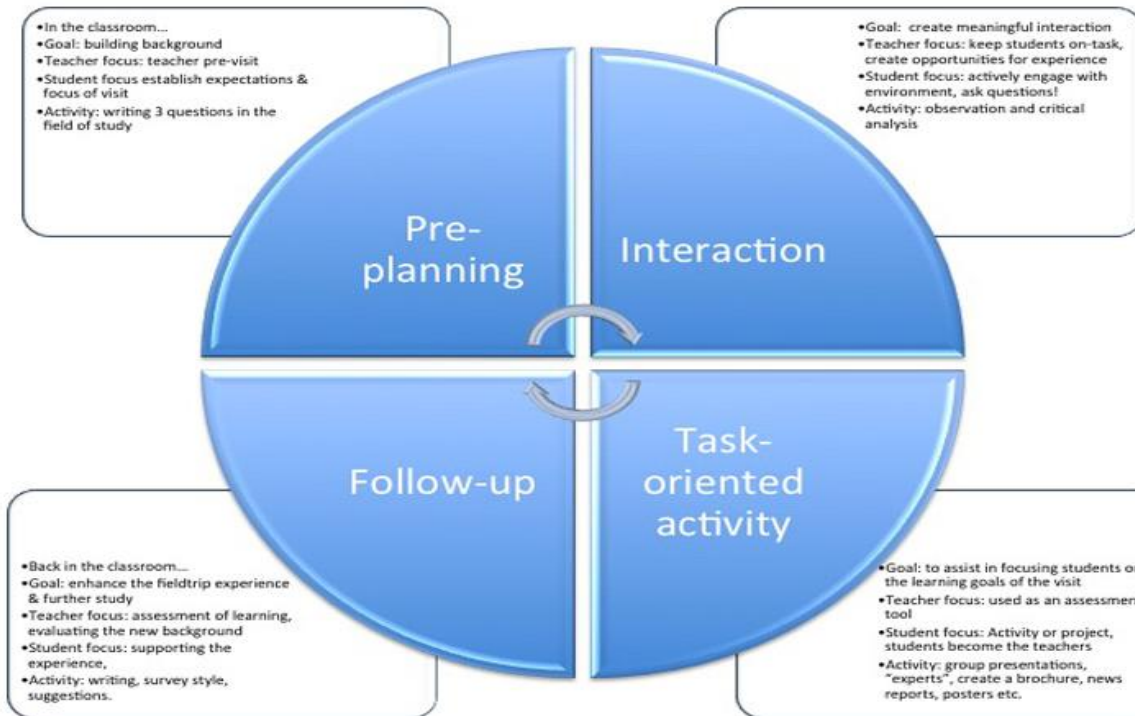 •In the classroom...
•Goal: building background
•Teacher focus: teacher pre-visit
•Student focus establish expectations &
focus of visit
•Activity: writing 3 questions in the
field of study
•Goal: create meaningful interaction
•Teacher focus: keep students on-task,
create opportunities for experience
•Student focus: actively engage with
environment, ask questions!
•Activity: observation and critical
analysis
Pre-
planning
Interaction
Follow-up
Task-
oriented
activity
•Back in the classroom...
•Goal: enhance the fieldtrip experience
& further study
•Teacher focus: assessment of learning,
evaluating the new background
•Student focus: supporting the
experience,
•Activity: writing, survey style,
suggestions.
•Goal: to assist in focusing students on
the learning goals of the visit
•Teacher focus: used as an assessment
tool
•Student focus: Activity or project,
students become the teachers
•Activity: group presentations,
"experts", create a brochure, news
reports, posters etc.